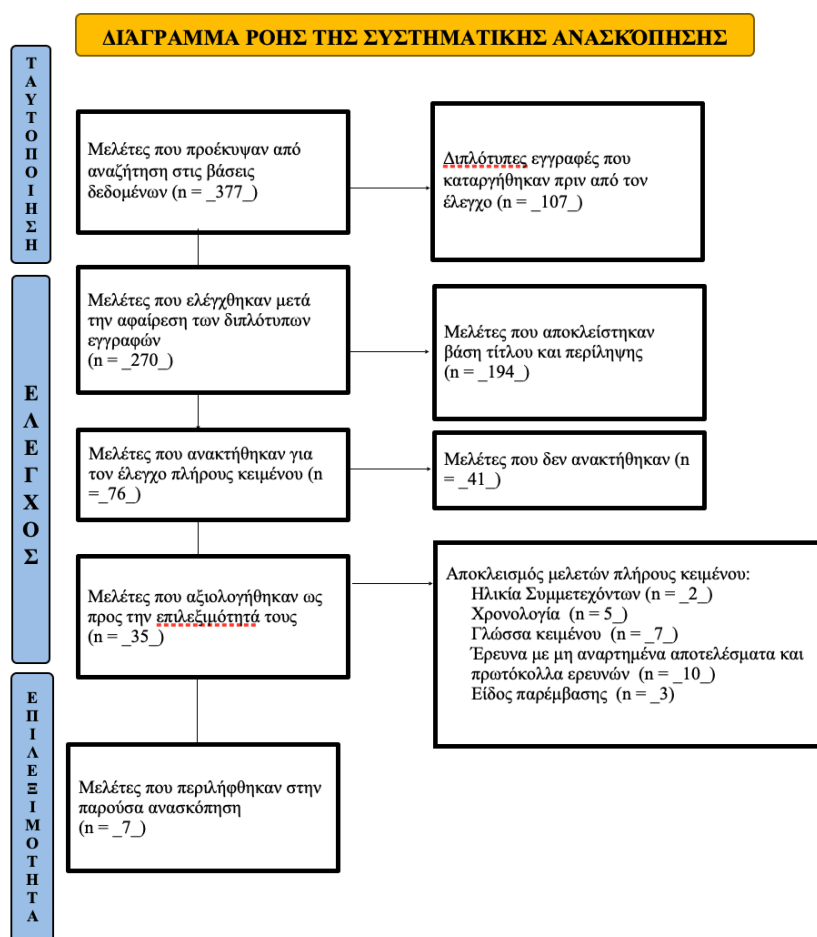 ΔΙΆΓΡΑΜΜΑ ΡΟΗΣ ΤΗΣ ΣΥΣΤΗΜΑΤΙΚΗΣ ΑΝΑΣΚΌΠΗΣΗΣ
ΤΑΥΤΟΠΟΙΗΣΗ
Μελέτες που προέκυψαν από
αναζήτηση στις βάσεις
δεδομένων (n = _377_)
Διπλότυπες εγγραφές που
καταργήθηκαν πριν από τον
έλεγχο (n = _107_)
ΕΛΕΓΧΟΣ
Μελέτες που ελέγχθηκαν μετά
την αφαίρεση των διπλότυπων
εγγραφών
(n = _270_)
Μελέτες που αποκλείστηκαν
βάση τίτλου και περίληψης
(n = _194_)
Μελέτες που ανακτήθηκαν για
τον έλεγχο πλήρους κειμένου (n
=_76_)
Μελέτες που δεν ανακτήθηκαν (n
= _41_)
Μελέτες που αξιολογήθηκαν ως
προς την επιλεξιμότητά τους
(n = _35_)
Αποκλεισμός μελετών πλήρους κειμένου:
Ηλικία Συμμετεχόντων (n = _2_)
Χρονολογία (n = 5_)
Γλώσσα κειμένου (n = _7_)
Έρευνα με μη αναρτημένα αποτελέσματα και
πρωτόκολλα ερευνών (n = _10_)
Είδος παρέμβασης (n = _3)
ΕΠΙΛΕΞΙΜΟΤΗΤΑ
Μελέτες που περιλήφθηκαν στην
παρούσα ανασκόπηση
(n = _7_)